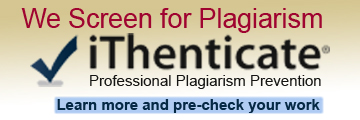 We Screen for Plagiarism
iThenticate®
Professional Plagiarism Prevention
Learn more and pre-check your work